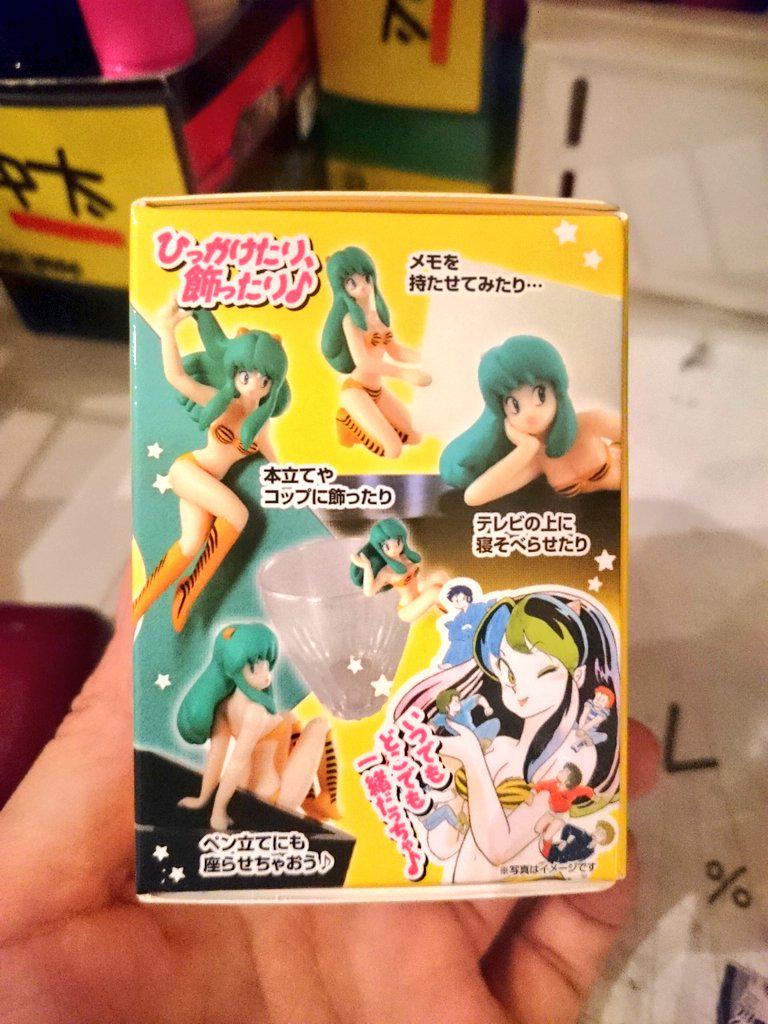 ひっかけたり、
飾ったり♪
メモを
持たせてみたり…
本立てや
コップに飾ったり
テレビの上に
寝そべらせたり
いつでも
どこでも
一緒だっちゃ♪
ペン立てにも
座らせちゃおう♪
※写真はイメージです
L
%